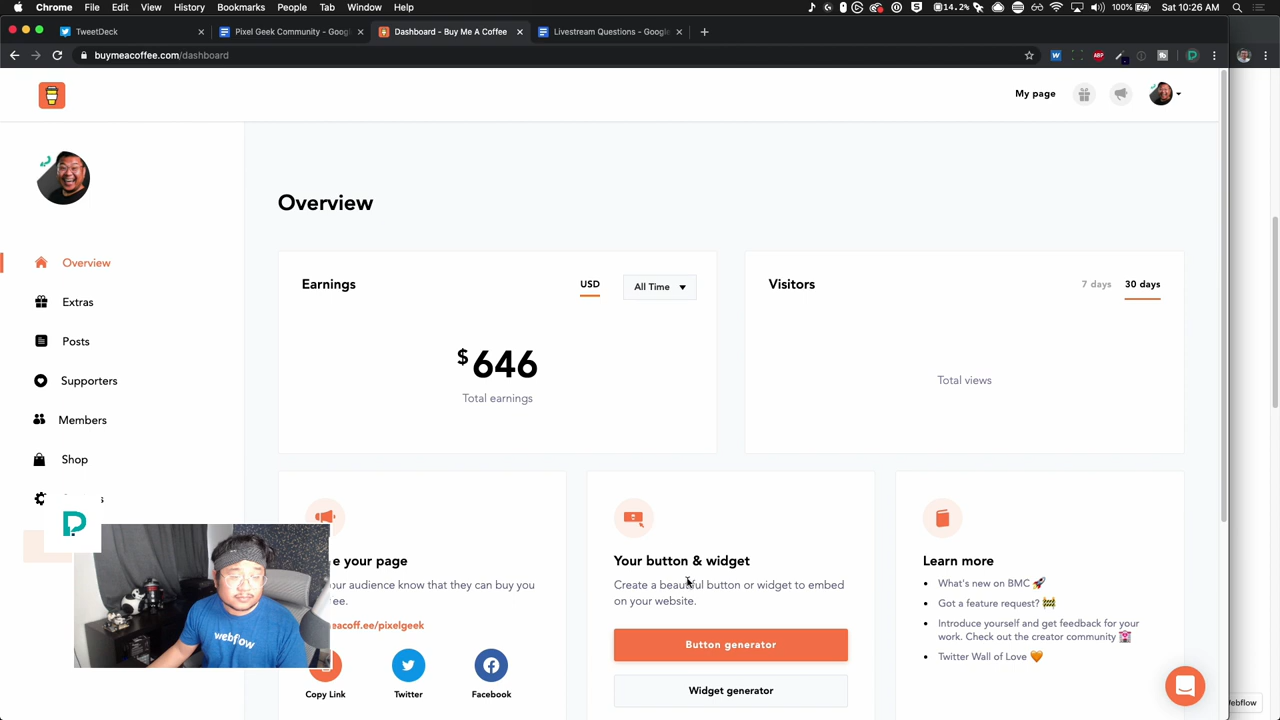 Chrome File Edit View History Bookmarks People Tab Window Help
14.2% 100% Sat 10:26 AM
TweetDeck
Pixel Geek Community - Goog
Dashboard - Buy Me A Coffee
Livestream Questions - Google
buymeacoffee.com/dashboard
My page
Overview
Earnings
USD
All Time
Visitors
7 days
30 days
$646
Total earnings
Total views
Overview
Extras
Posts
Supporters
Members
Shop
e your page
audience know that they can buy you
ee.
eacoff.ee/pixelgeek
Copy Link
Twitter
Facebook
Your button & widget
Create a beautiful button or widget to embed
on your website.
Button generator
Widget generator
Learn more
What's new on BMC 🚀
Got a feature request? 🚧
Introduce yourself and get feedback for your
work. Check out the creator community 💒
Twitter Wall of Love 🧡
webflow
ebflow